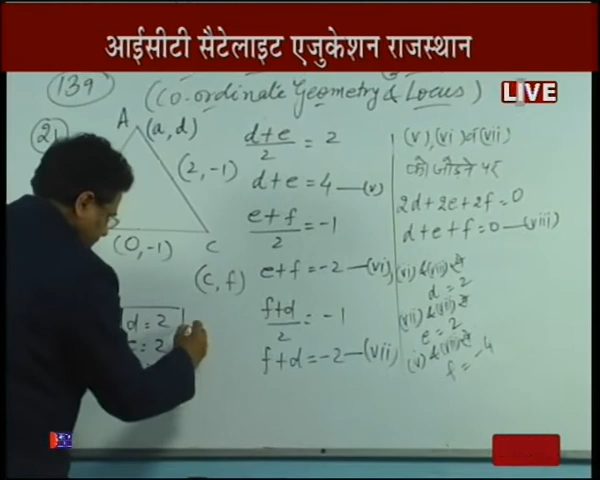 आईसीटी सैटेलाइट एजुकेशन राजस्थान
LIVE
139
(Co-ordinate Geometry & Locus)
21
A (a, d)
(2, -1)
(0, -1)
C
(c, f)
d = 2
= 2
d+e/2 = 2
d+e = 4 —(v)
e+f/2 = -1
e+f = -2 —(vi)
f+d/2 = -1
f+d = -2 —(vii)
(v), (vi) व (vii)
को जोड़ने पर
2d+2e+2f=0
d+e+f=0 —(viii)
(vi) & (viii) से
d = 2
(vii) & (viii) से
e = 2
(v) & (viii) से
f = -4